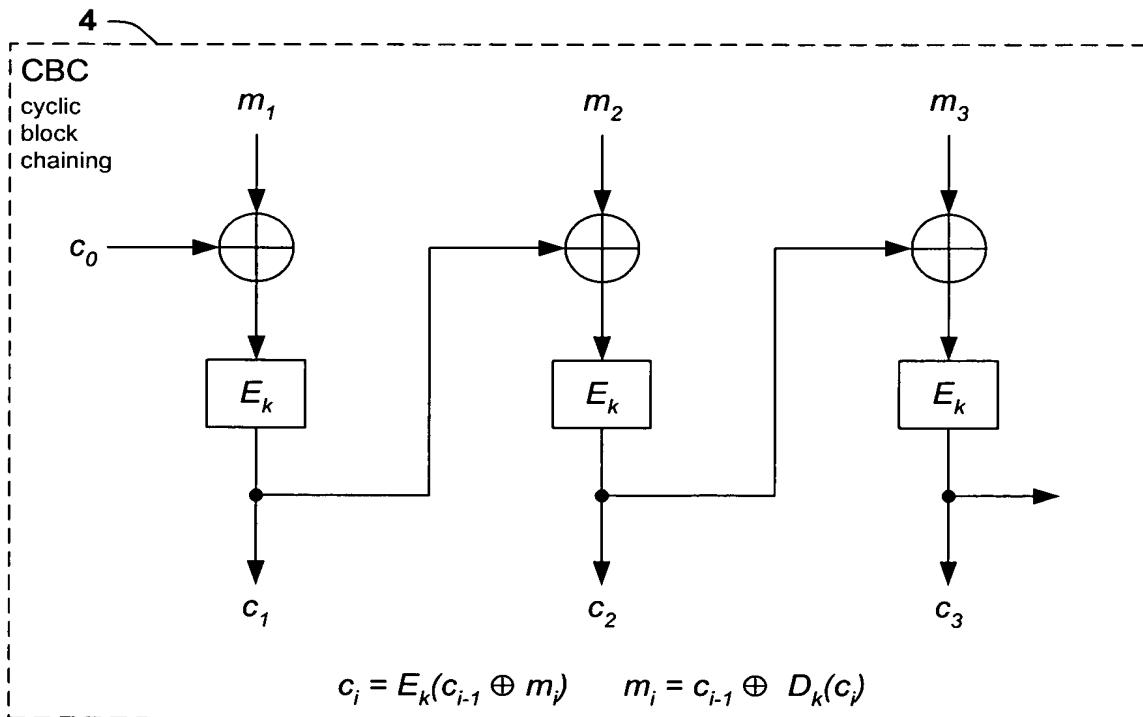 4
CBC
cyclic
block
chaining
m₁ m₂ m₃
c₀
Eₖ Eₖ Eₖ
c₁ c₂ c₃
cᵢ = Eₖ(cᵢ₋₁ ⊕ mᵢ) mᵢ = cᵢ₋₁ ⊕ Dₖ(cᵢ)